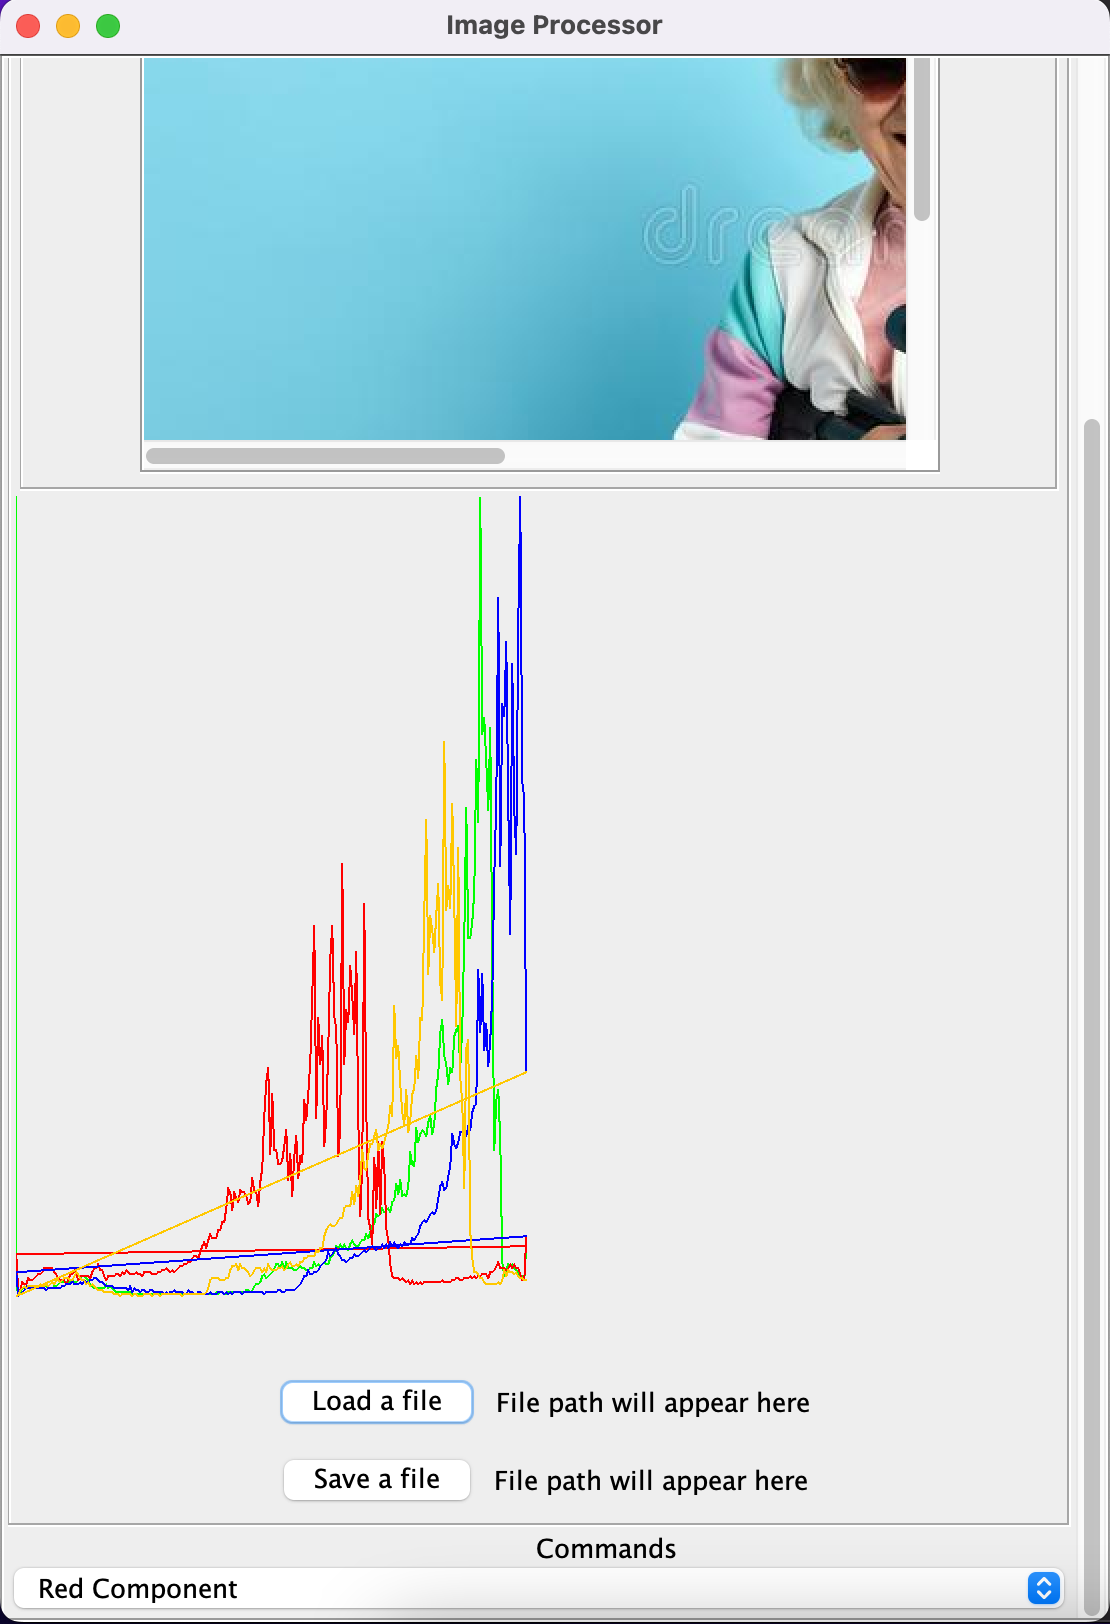 Image Processor
drea
Load a file
File path will appear here
Save a file
File path will appear here
Commands
Red Component